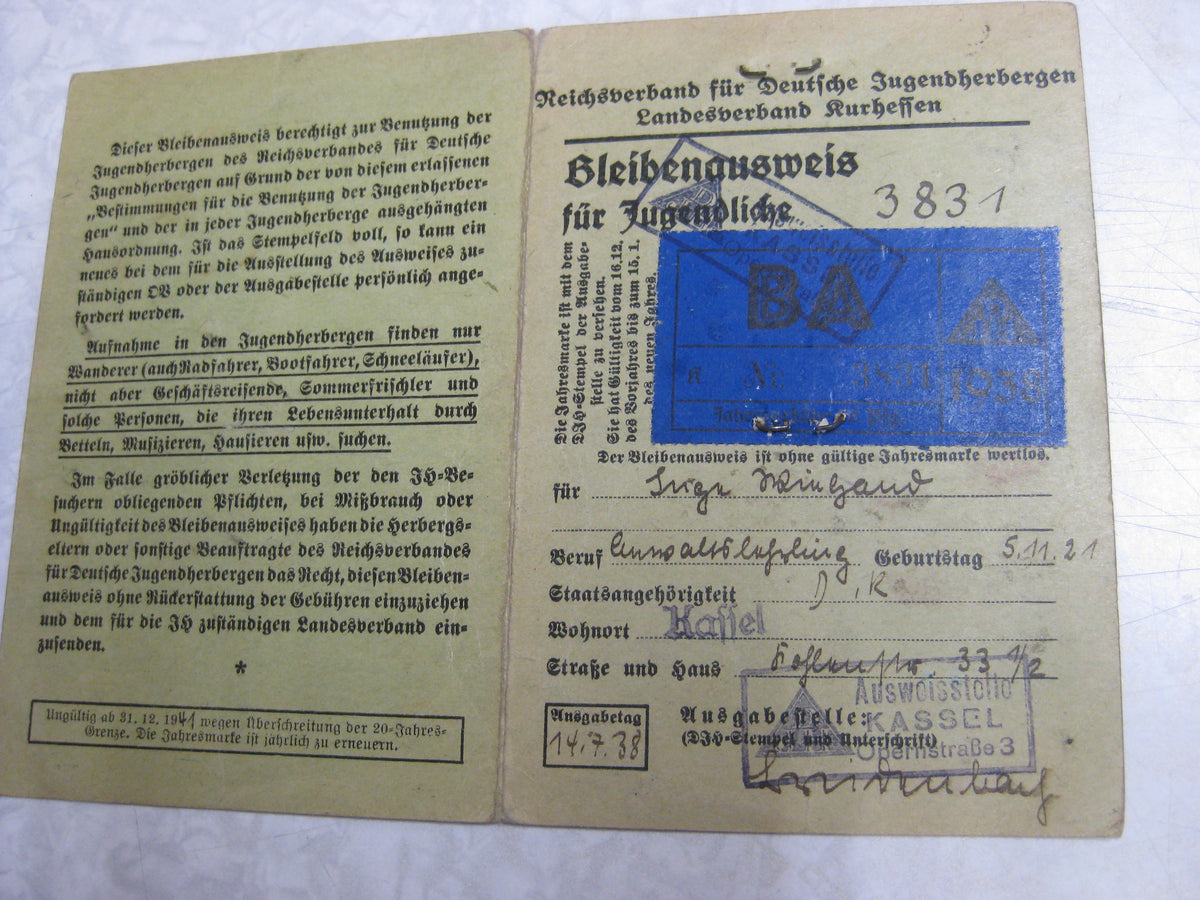 Dieser Bleibenausweis berechtigt zur Benutzung der
Jugendherbergen des Reichsverbandes für Deutsche
Jugendherbergen auf Grund der von diesem erlassenen
„Bestimmungen für die Benutzung der Jugendherber-
gen“ und der in jeder Jugendherberge ausgehängten
Hausordnung. Ist das Stempelfeld voll, so kann ein
neues bei dem für die Ausstellung des Ausweises zu-
ständigen OV oder der Ausgabestelle persönlich ange-
fordert werden.
Aufnahme in den Jugendherbergen finden nur
Wanderer (auch Radfahrer, Bootfahrer, Schneeläufer),
nicht aber Geschäftsreisende, Sommerfrischler und
solche Personen, die ihren Lebensunterhalt durch
Betteln, Musizieren, Hausieren usw. suchen.
Im Falle gröblicher Verletzung der den JH-Be-
suchern obliegenden Pflichten, bei Mißbrauch oder
Ungültigkeit des Bleibenausweises haben die Herbergs-
eltern oder sonstige Beauftragte des Reichsverbandes
für Deutsche Jugendherbergen das Recht, diesen Bleiben-
ausweis ohne Rückerstattung der Gebühren einzuziehen
und dem für die JH zuständigen Landesverband ein-
zusenden.
*
Ungültig ab 31. 12. 1941 wegen Überschreitung der 20-Jahres-
Grenze. Die Jahresmarke ist jährlich zu erneuern.
Reichsverband für Deutsche Jugendherbergen
Landesverband Kurhessen
Bleibenausweis
für Jugendliche 3831
Die Jahresmarke ist mit dem
DJH-Stempel der Ausgabe-
stelle zu versehen.
Sie hat Gültigkeit vom 16.12.
des Vorjahres bis zum 15. 1.
des neuen Jahres.
BA
Nr. 3831
Der Bleibenausweis ist ohne gültige Jahresmarke wertlos.
für Inge Wiegand
Beruf Anwaltslehrling Geburtstag 5.11.21
Staatsangehörigkeit D.R.
Wohnort Kassel
Straße und Haus 33 1/2
Ausgabetag
14.7.38
Ausgabestelle:
(DJH-Stempel und Unterschrift)
Ausweisstelle
KASSEL
Opernstraße 3